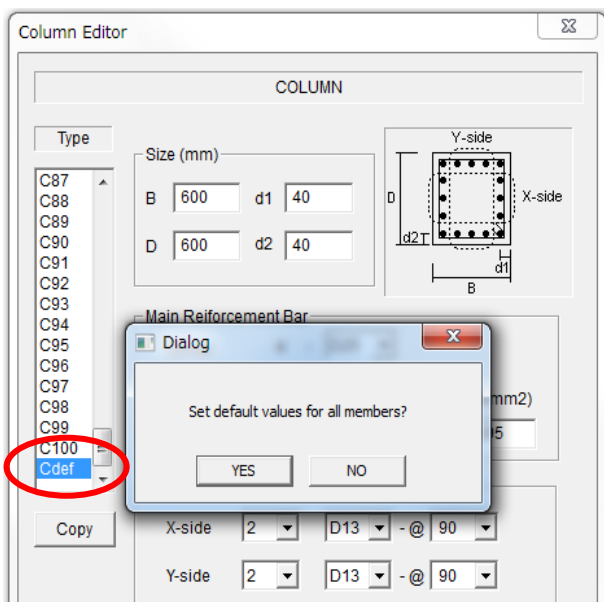 Column Editor
COLUMN
Type
C87
C88
C89
C90
C91
C92
C93
C94
C95
C96
C97
C98
C99
C100
Cdef
Copy
Size (mm)
B 600 d1 40
D 600 d2 40
Y-side
D
X-side
d2
d1
B
Main Reiforcement Bar
Dialog
Set default values for all members?
YES NO
mm2)
X-side 2 D13 - @ 90
Y-side 2 D13 - @ 90